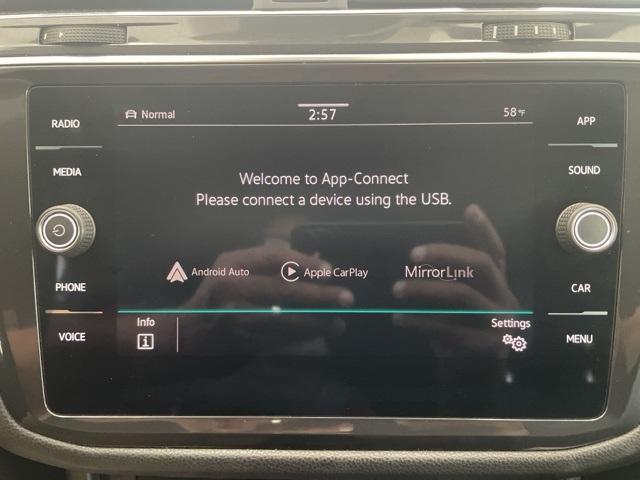 RADIO
MEDIA
PHONE
VOICE
Normal
2:57
58°F
Welcome to App-Connect
Please connect a device using the USB.
Android Auto
Apple CarPlay
MirrorLink
Info
i
Settings
APP
SOUND
CAR
MENU